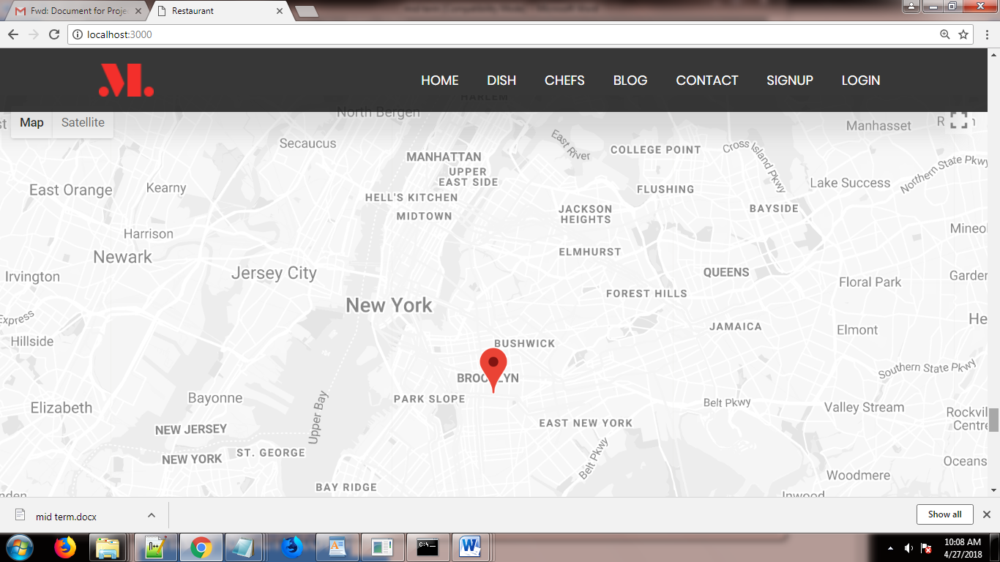 Fwd: Document for Proje
Restaurant
localhost:3000
M.
HOME DISH CHEFS BLOG CONTACT SIGNUP LOGIN
HARLEM
North Bergen
Map Satellite
Manhasset
Secaucus
East River
COLLEGE POINT
Cross Island Pkwy
MANHATTAN
UPPER
EAST SIDE
Northern State Pkwy
East Orange
Kearny
FLUSHING
Lake Success
HELL'S KITCHEN
MIDTOWN
JACKSON
HEIGHTS
BAYSIDE
Harrison
Mineol
Newark
ELMHURST
Irvington
Jersey City
QUEENS
Floral Park
Garder
New York
FOREST HILLS
Express
JAMAICA
He
Hillside
BUSHWICK
Elmont
Southern State Pkwy
BROOKLYN
Elizabeth
Bayonne
PARK SLOPE
Belt Pkwy
Valley Stream
Rockvil
Centre
Upper Bay
NEW JERSEY
EAST NEW YORK
NEW YORK
ST. GEORGE
Belt Pkwy
Oceans
Woodmere
BAY RIDGE
Inwood
mid term.docx
Show all
10:08 AM
4/27/2018